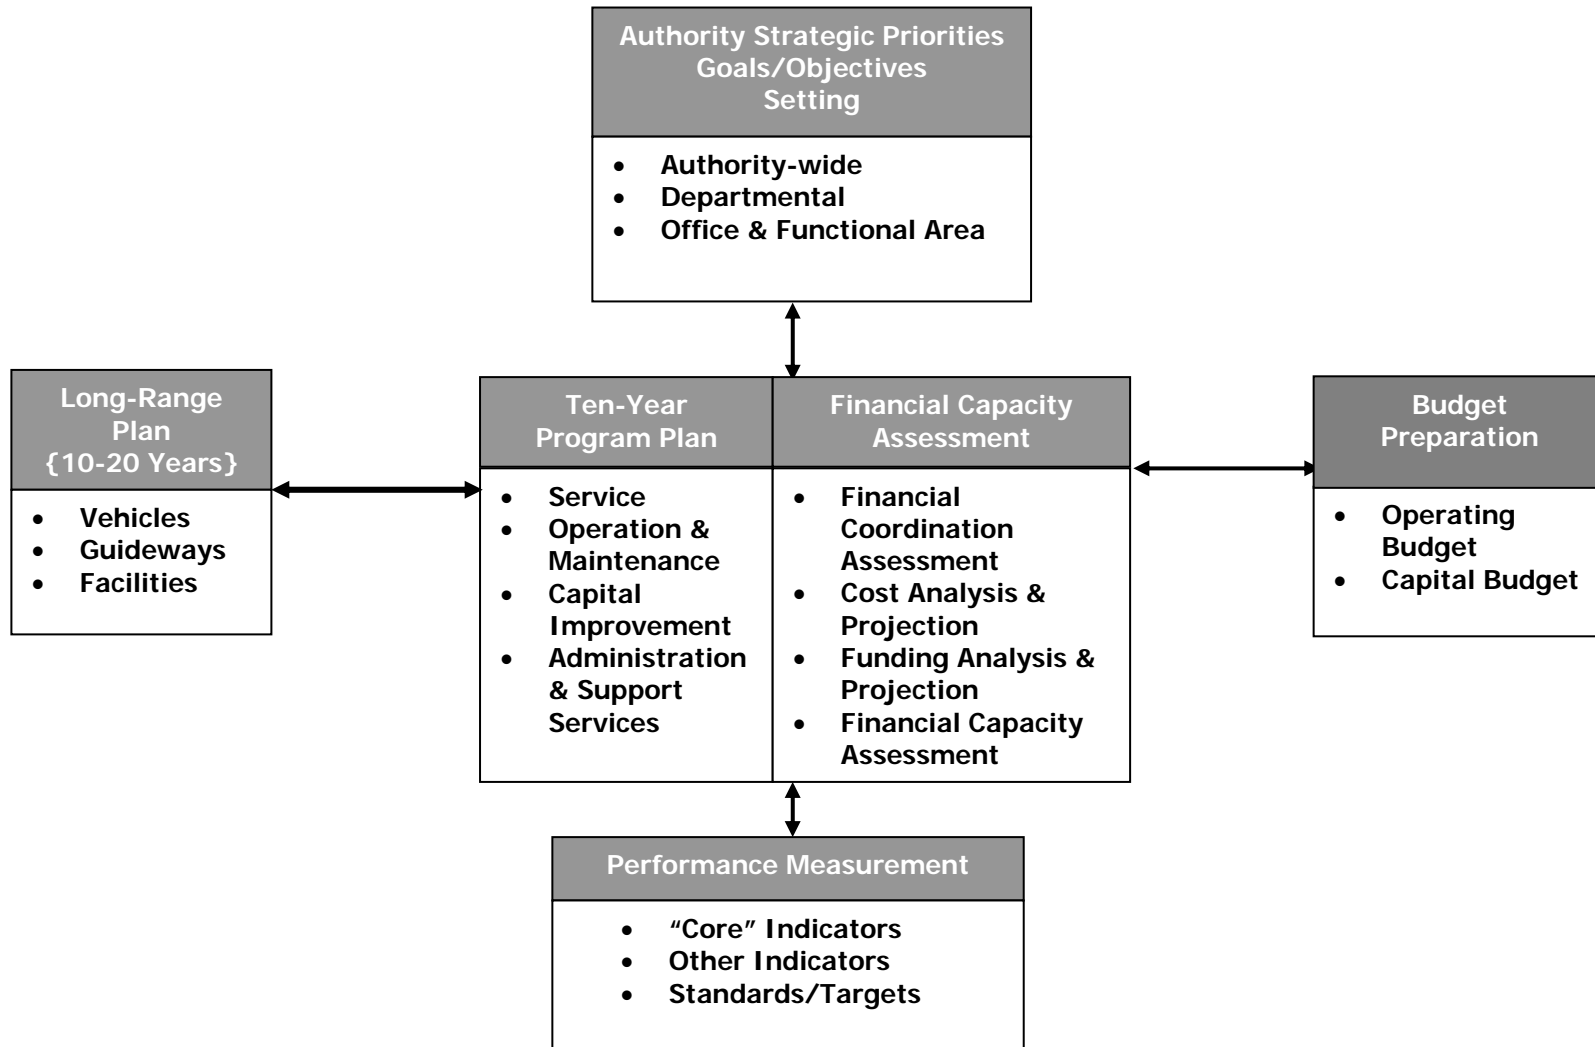 Authority Strategic Priorities
Goals/Objectives
Setting
• Authority-wide
• Departmental
• Office & Functional Area
Long-Range
Plan
{10-20 Years}
• Vehicles
• Guideways
• Facilities
Ten-Year
Program Plan
• Service
• Operation &
Maintenance
• Capital
Improvement
• Administration
& Support
Services
Financial Capacity
Assessment
• Financial
Coordination
Assessment
• Cost Analysis &
Projection
• Funding Analysis &
Projection
• Financial Capacity
Assessment
Budget
Preparation
• Operating
Budget
• Capital Budget
Performance Measurement
• “Core” Indicators
• Other Indicators
• Standards/Targets